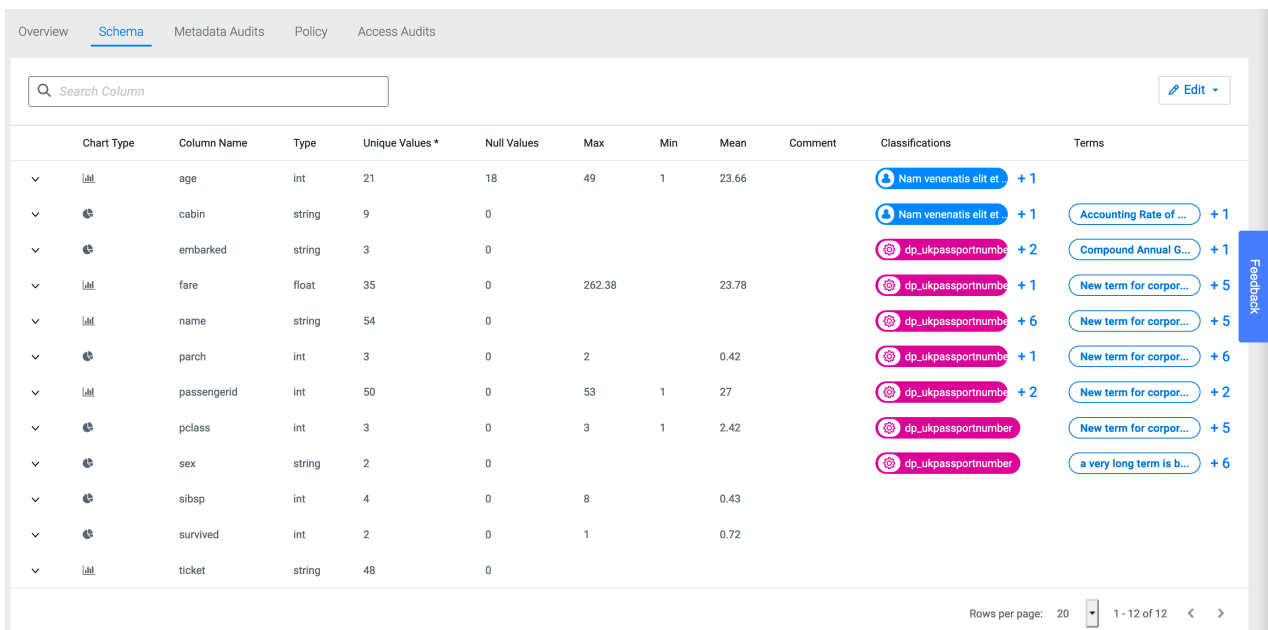 Overview Schema Metadata Audits Policy Access Audits
Search Column
Edit
Chart Type Column Name Type Unique Values * Null Values Max Min Mean Comment Classifications Terms
age int 21 18 49 1 23.66 Nam venenatis elit et .. + 1
cabin string 9 0 Nam venenatis elit et .. + 1 Accounting Rate of ... + 1
embarked string 3 0 dp_ukpassportnumbe + 2 Compound Annual G... + 1
fare float 35 0 262.38 23.78 dp_ukpassportnumbe + 1 New term for corpor... + 5
name string 54 0 dp_ukpassportnumbe + 6 New term for corpor... + 5
parch int 3 0 2 0.42 dp_ukpassportnumbe + 1 New term for corpor... + 6
passengerid int 50 0 53 1 27 dp_ukpassportnumbe + 2 New term for corpor... + 2
pclass int 3 0 3 1 2.42 dp_ukpassportnumber New term for corpor... + 5
sex string 2 0 dp_ukpassportnumber a very long term is b... + 6
sibsp int 4 0 8 0.43
survived int 2 0 1 0.72
ticket string 48 0
Rows per page: 20 1 - 12 of 12
Feedback